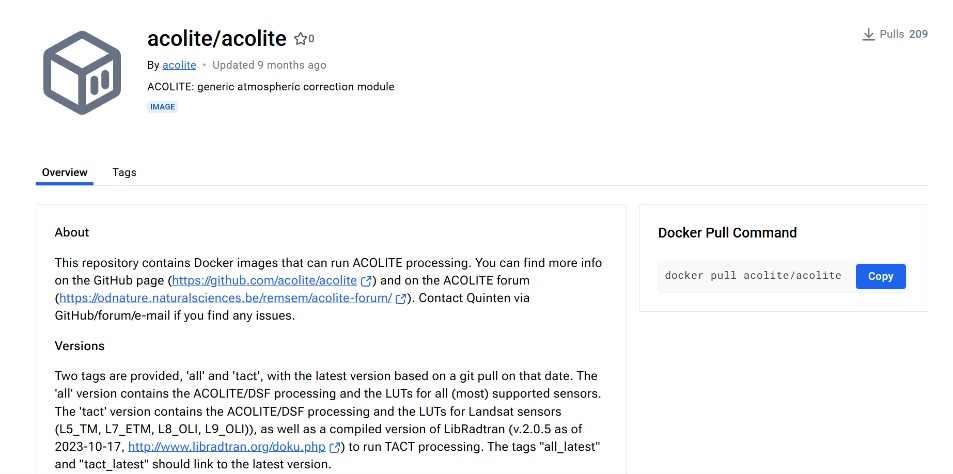 acolite/acolite 0
Pulls 209
By acolite • Updated 9 months ago
ACOLITE: generic atmospheric correction module
IMAGE
Overview Tags
About
This repository contains Docker images that can run ACOLITE processing. You can find more info
on the GitHub page (https://github.com/acolite/acolite) and on the ACOLITE forum
(https://odnature.naturalsciences.be/remsem/acolite-forum/). Contact Quinten via
GitHub/forum/e-mail if you find any issues.
Versions
Two tags are provided, 'all' and 'tact', with the latest version based on a git pull on that date. The
'all' version contains the ACOLITE/DSF processing and the LUTs for all (most) supported sensors.
The 'tact' version contains the ACOLITE/DSF processing and the LUTs for Landsat sensors
(L5_TM, L7_ETM, L8_OLI, L9_OLI)), as well as a compiled version of LibRadtran (v.2.0.5 as of
2023-10-17, http://www.libradtran.org/doku.php) to run TACT processing. The tags "all_latest"
and "tact_latest" should link to the latest version.
Docker Pull Command
docker pull acolite/acolite Copy